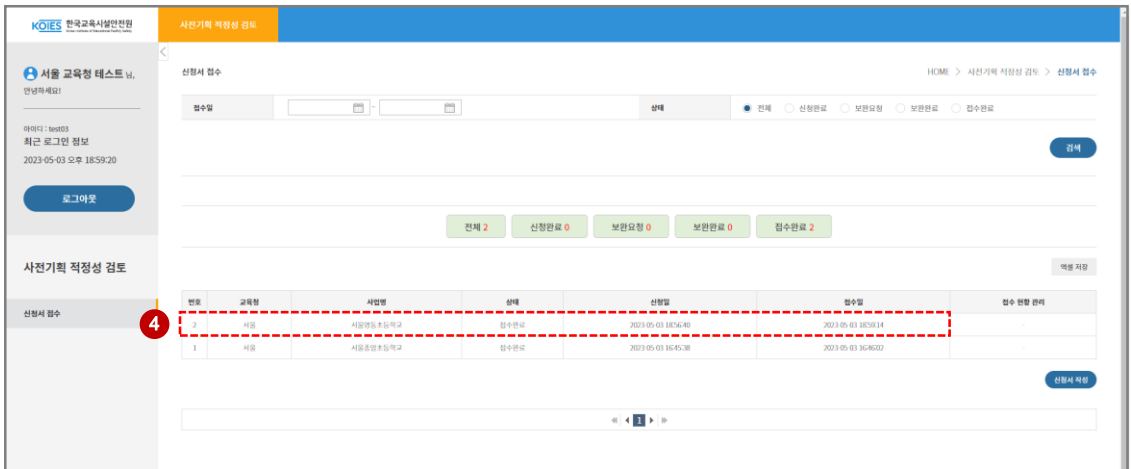 KOIES 한국교육시설안전원
사전기획 적정성 검토
서울 교육청 테스트 님,
안녕하세요!
아이디 : test03
최근 로그인 정보
2023-05-03 오후 18:59:20
로그아웃
사전기획 적정성 검토
신청서 접수
신청서 접수
HOME > 사전기획 적정성 검토 > 신청서 접수
접수일 - 상태 전체 신청완료 보완요청 보완완료 접수완료
검색
전체 2 신청완료 0 보완요청 0 보완완료 0 접수완료 2
엑셀 저장
번호 교육청 사업명 상태 신청일 접수일 접수 현황 관리
4
2 서울 서울영등초등학교 접수완료 2023-05-03 18:56:40 2023-05-03 18:59:14 -
1 서울 서울중앙초등학교 접수완료 2023-05-03 16:45:38 2023-05-03 16:46:02 -
신청서 작성
1